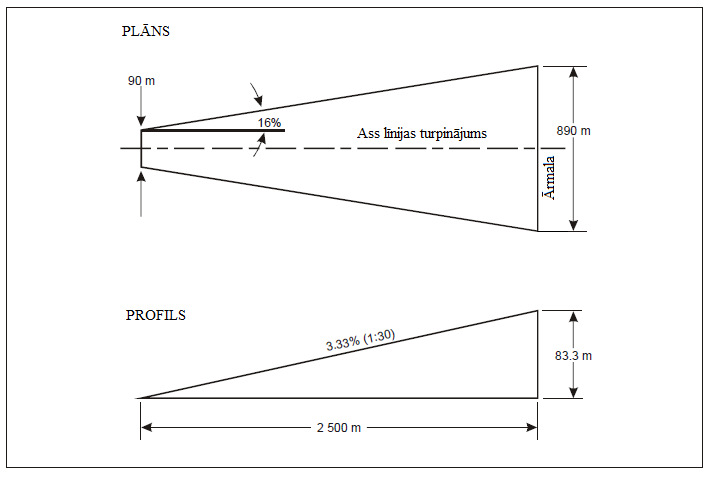 PLĀNS
90 m
16%
Ass līnijas turpinājums
890 m
Ārmala
PROFILS
3.33% (1:30)
83.3 m
2 500 m